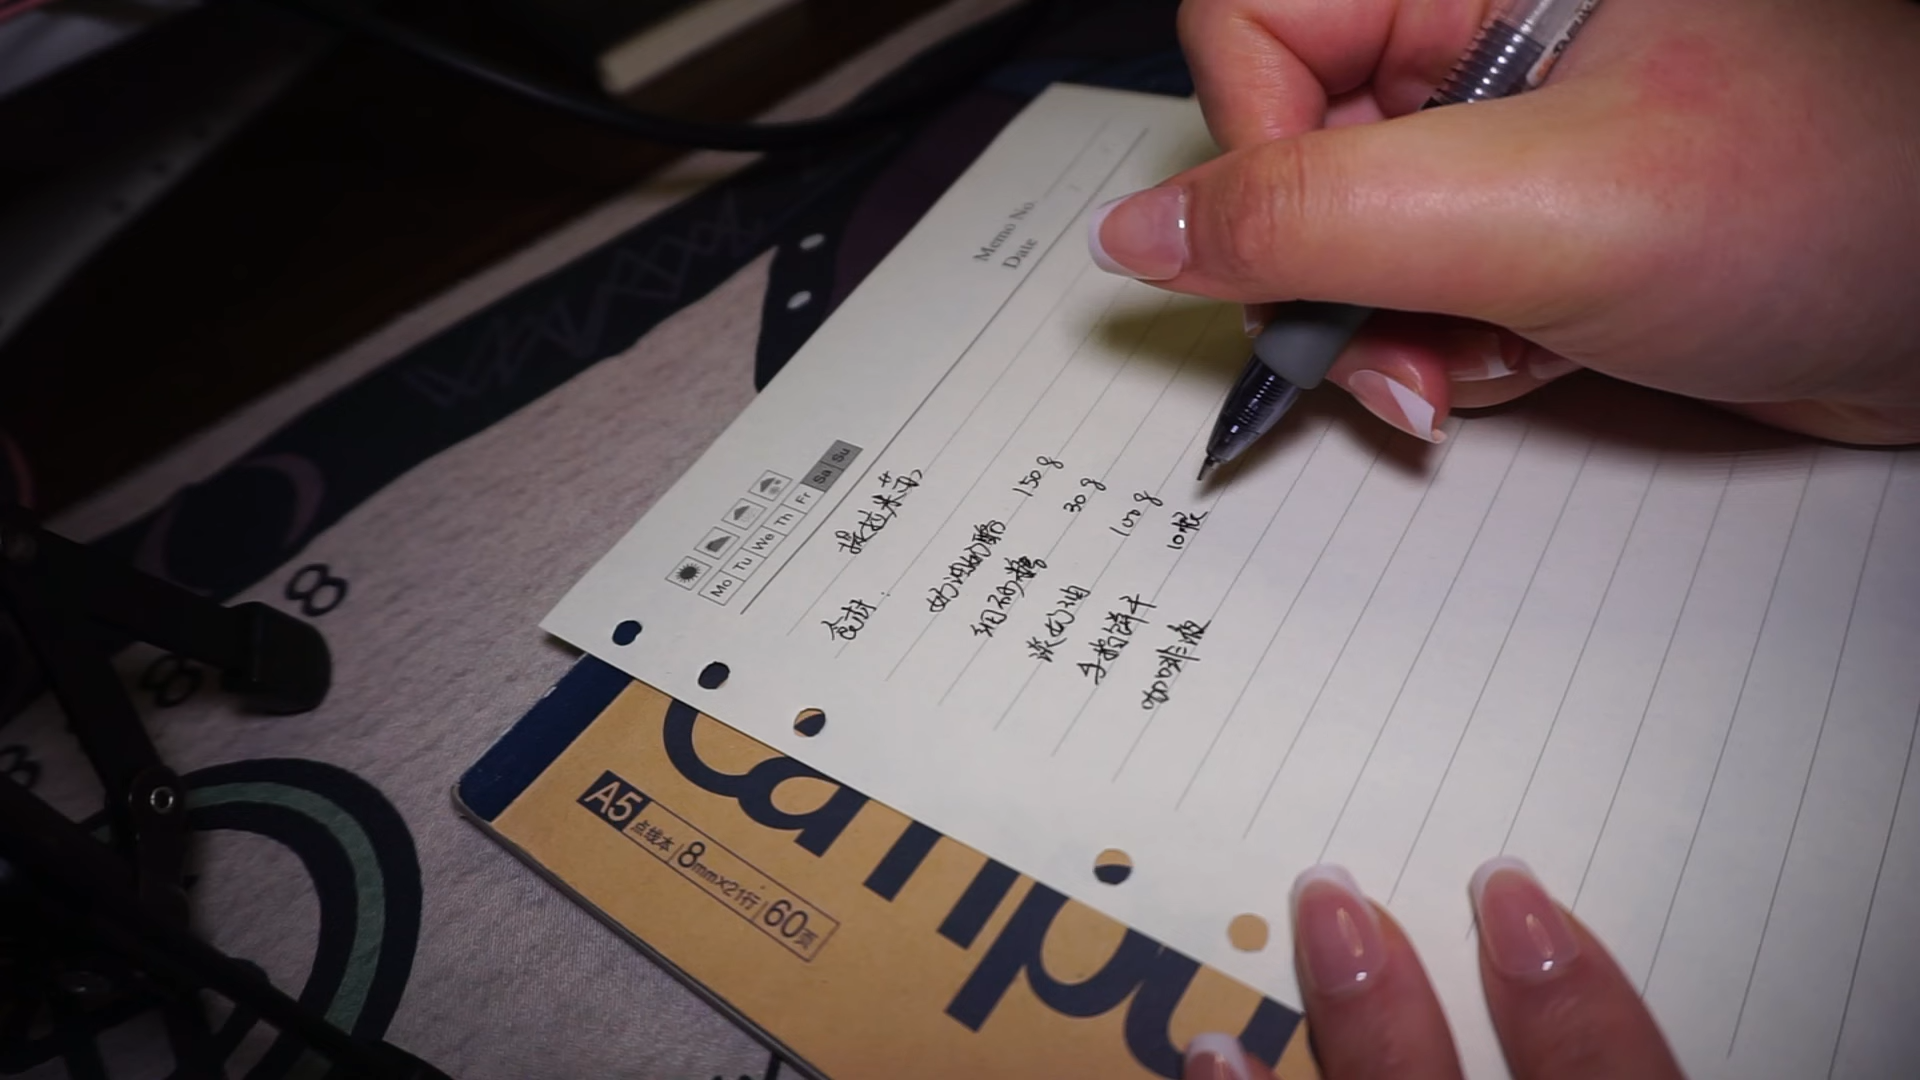 Memo No.
Date
Mo Tu We Th Fr Sa Su
提拉米苏
食材:
奶油奶酪 150g
细砂糖 30g
淡奶油 100g
手指饼干 10根
咖啡液
Campu
A5 点线本 8mm×21行 60页